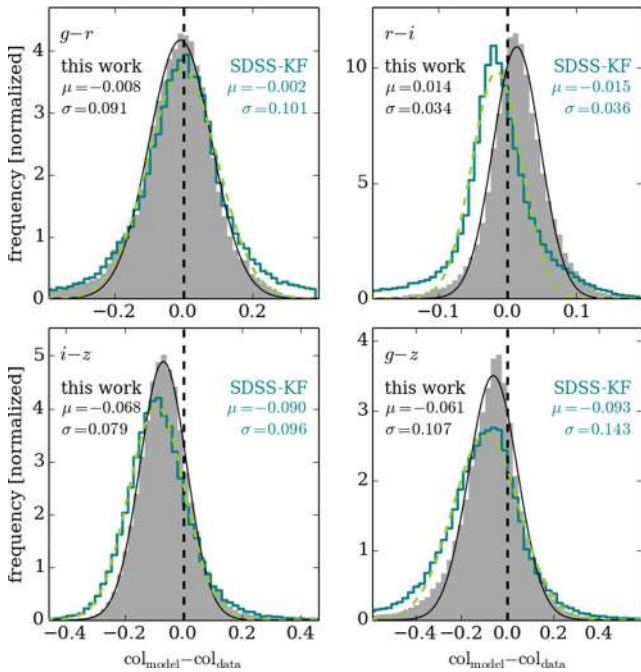 g−r
this work SDSS-KF
μ=−0.008 μ=−0.002
σ=0.091 σ=0.101
frequency [normalized]
4
3
2
1
0
−0.2 0.0 0.2
r−i
this work SDSS-KF
μ=0.014 μ=−0.015
σ=0.034 σ=0.036
10
5
0
−0.1 0.0 0.1
i−z
this work SDSS-KF
μ=−0.068 μ=−0.090
σ=0.079 σ=0.096
frequency [normalized]
5
4
3
2
1
0
−0.4 −0.2 0.0 0.2 0.4
col_model−col_data
g−z
this work SDSS-KF
μ=−0.061 μ=−0.093
σ=0.107 σ=0.143
4
3
2
1
0
−0.4 −0.2 0.0 0.2 0.4
col_model−col_data